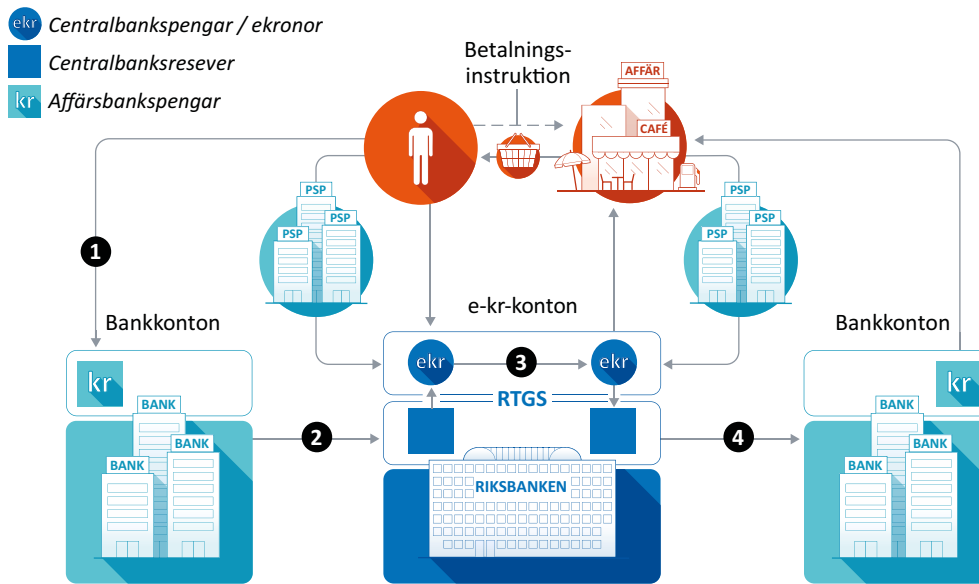 ekr Centralbankspengar / ekronor
Centralbanksresever
kr Affärsbankspengar
Betalnings-
instruktion
AFFÄR
CAFÉ
PSP
PSP
PSP
PSP
PSP
PSP
1
Bankkonton
e-kr-konton
Bankkonton
kr
ekr
3
ekr
kr
RTGS
BANK
BANK
BANK
2
4
BANK
BANK
BANK
RIKSBANKEN